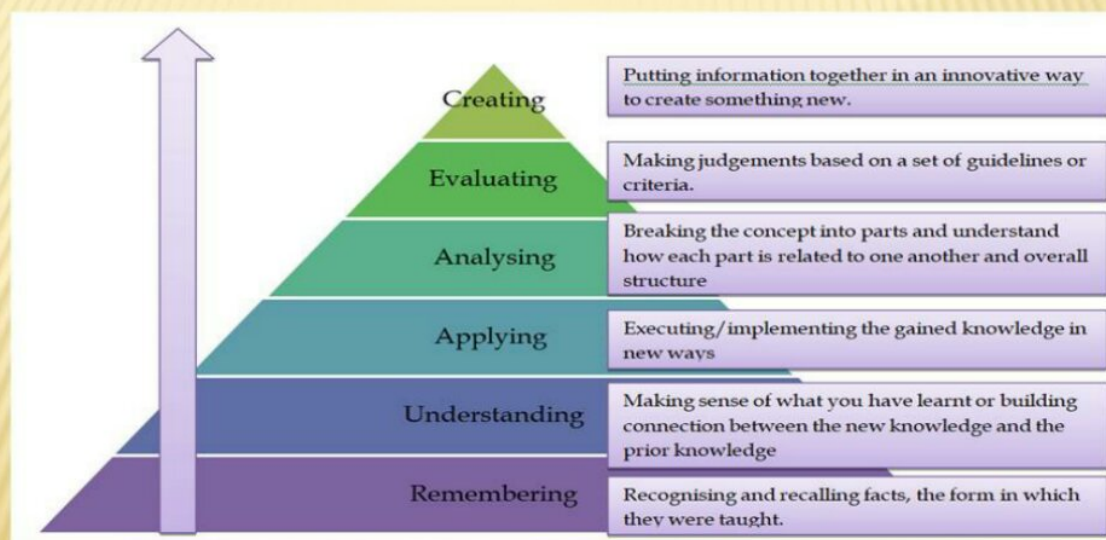 Creating
Putting information together in an innovative way
to create something new.
Evaluating
Making judgements based on a set of guidelines or
criteria.
Analysing
Breaking the concept into parts and understand
how each part is related to one another and overall
structure
Applying
Executing/implementing the gained knowledge in
new ways
Understanding
Making sense of what you have learnt or building
connection between the new knowledge and the
prior knowledge
Remembering
Recognising and recalling facts, the form in which
they were taught.